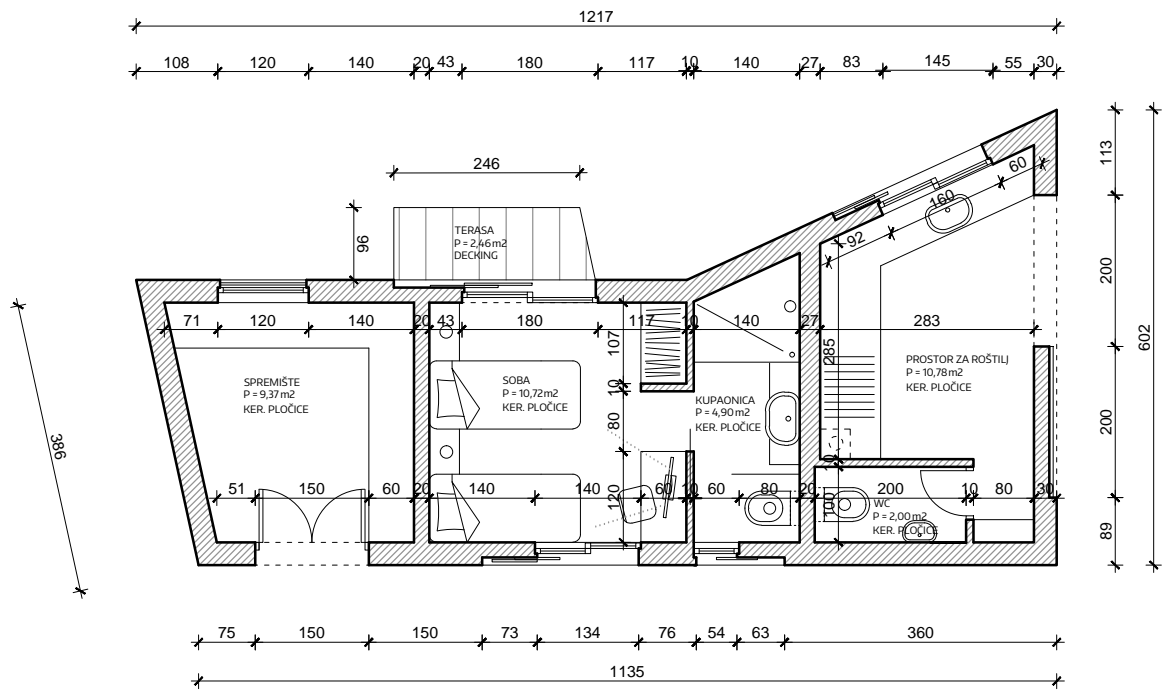 1217
108 120 140 20 43 180 117 10 140 27 83 145 55 30
246
96
TERASA
P = 2,46 m2
DECKING
92 160 60
113
200
200
89
602
71 120 140 20 43 180 117 10 140 27 283
107
10
80
120
285
10
100
SPREMIŠTE
P = 9,37 m2
KER. PLOČICE
SOBA
P = 10,72 m2
KER. PLOČICE
KUPAONICA
P = 4,90 m2
KER. PLOČICE
PROSTOR ZA ROŠTILJ
P = 10,78 m2
KER. PLOČICE
386
51 150 60 20 140 140 60 10 60 80 20 200 10 80 30
WC
P = 2,00 m2
KER. PLOČICE
75 150 150 73 134 76 54 63 360
1135